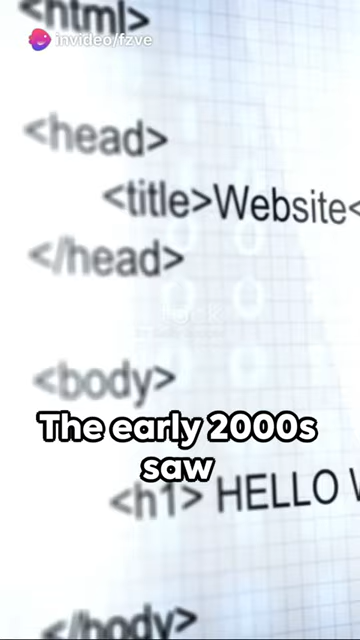 <html>
invideo/fzve
<head>
<title>Website<
</head>
<body>
The early 2000s
saw
<h1> HELLO
</body>